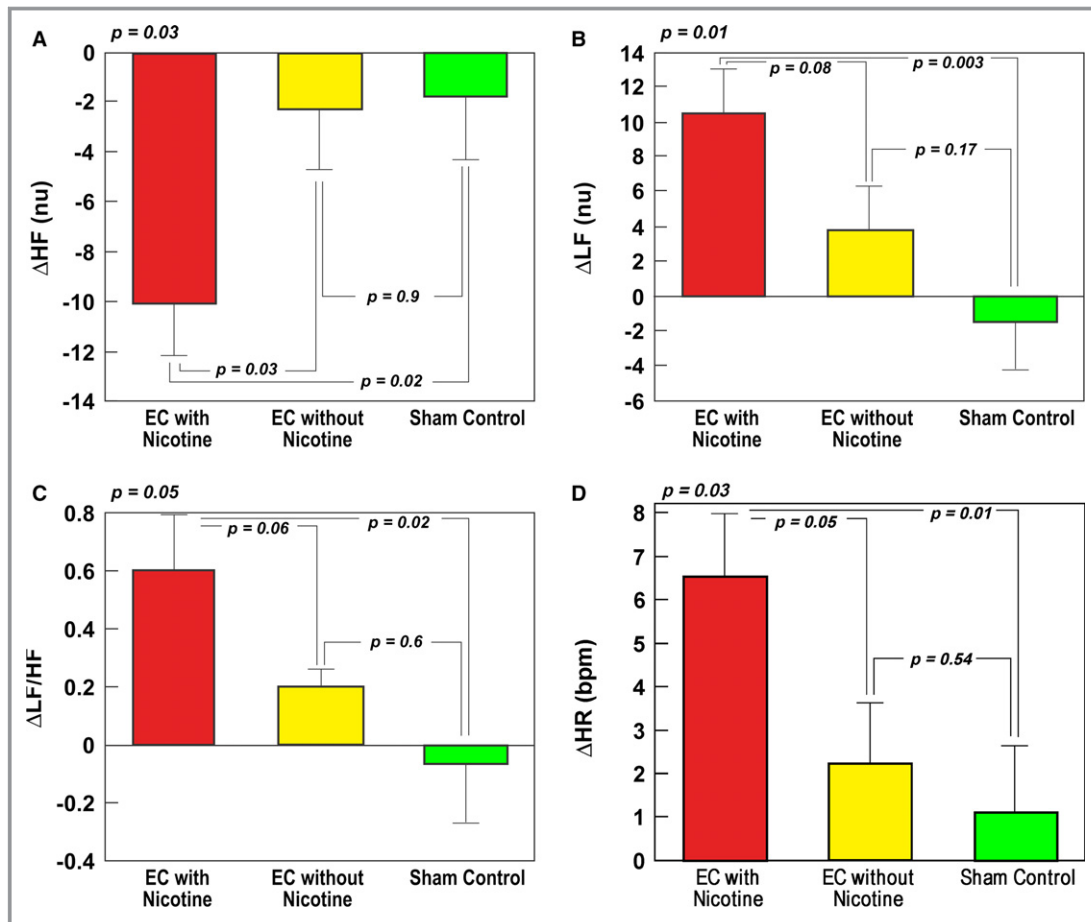 A
p = 0.03
0
-2
-4
-6
-8
-10
-12
-14
ΔHF (nu)
p = 0.9
p = 0.03
p = 0.02
EC with
Nicotine
EC without
Nicotine
Sham Control
B
p = 0.01
14
12
10
8
6
4
2
0
-2
-4
-6
ΔLF (nu)
p = 0.08
p = 0.003
p = 0.17
EC with
Nicotine
EC without
Nicotine
Sham Control
C
p = 0.05
0.8
0.6
0.4
0.2
0
-0.2
-0.4
ΔLF/HF
p = 0.06
p = 0.02
p = 0.6
EC with
Nicotine
EC without
Nicotine
Sham Control
D
p = 0.03
8
7
6
5
4
3
2
1
0
ΔHR (bpm)
p = 0.05
p = 0.01
p = 0.54
EC with
Nicotine
EC without
Nicotine
Sham Control